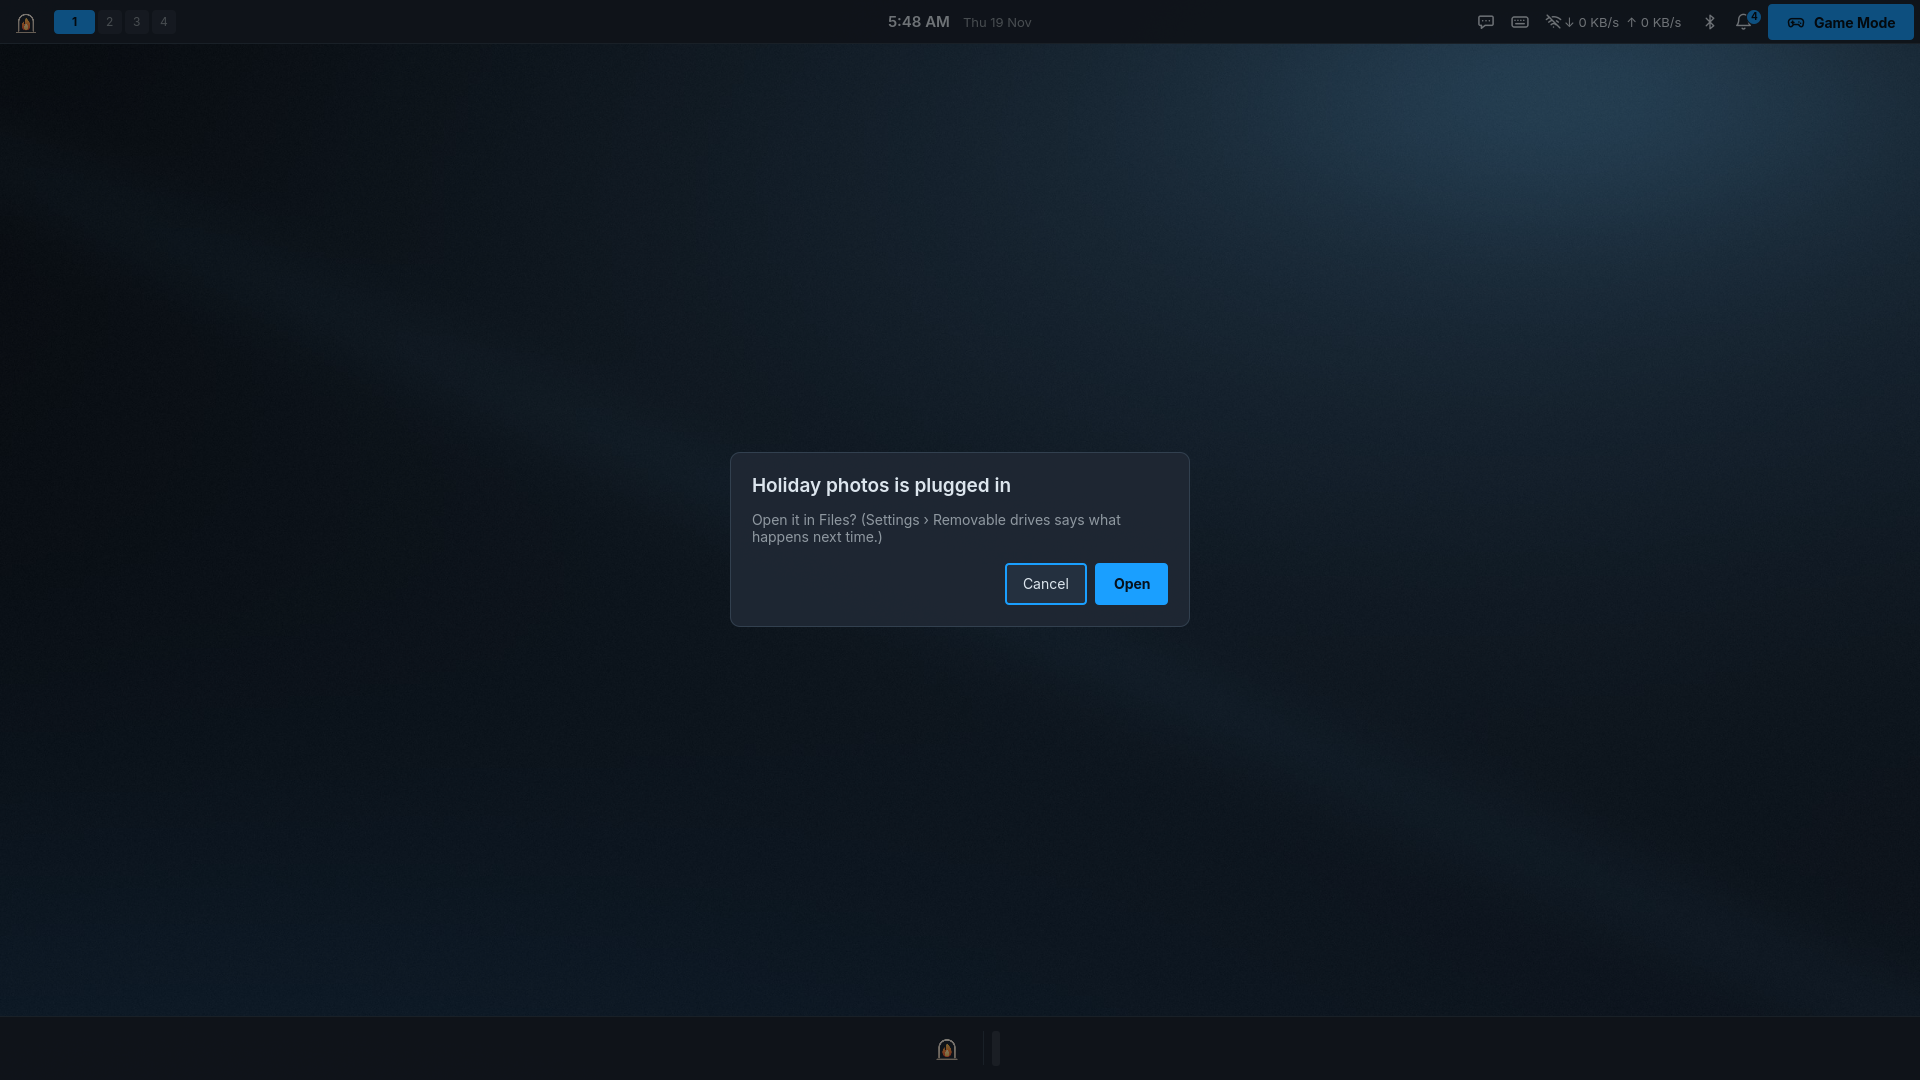 1 2 3 4
5:48 AM Thu 19 Nov
↓ 0 KB/s ↑ 0 KB/s
4
Game Mode
Holiday photos is plugged in
Open it in Files? (Settings › Removable drives says what
happens next time.)
Cancel Open